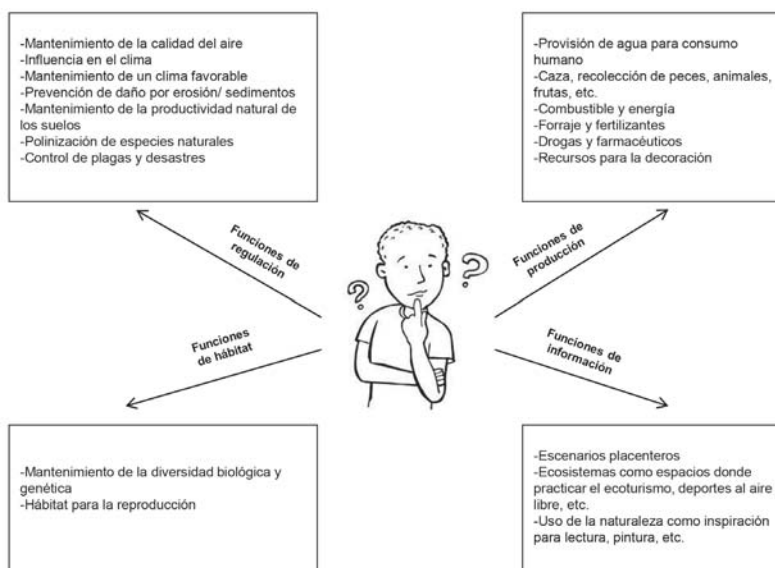 -Mantenimiento de la calidad del aire
-Influencia en el clima
-Mantenimiento de un clima favorable
-Prevención de daño por erosión/ sedimentos
-Mantenimiento de la productividad natural de
los suelos
-Polinización de especies naturales
-Control de plagas y desastres
-Provisión de agua para consumo
humano
-Caza, recolección de peces, animales,
frutas, etc.
-Combustible y energía
-Forraje y fertilizantes
-Drogas y farmacéuticos
-Recursos para la decoración
Funciones de
regulación
Funciones de
producción
? ?
Funciones
de hábitat
Funciones de
información
-Mantenimiento de la diversidad biológica y
genética
-Hábitat para la reproducción
-Escenarios placenteros
-Ecosistemas como espacios donde
practicar el ecoturismo, deportes al aire
libre, etc.
-Uso de la naturaleza como inspiración
para lectura, pintura, etc.